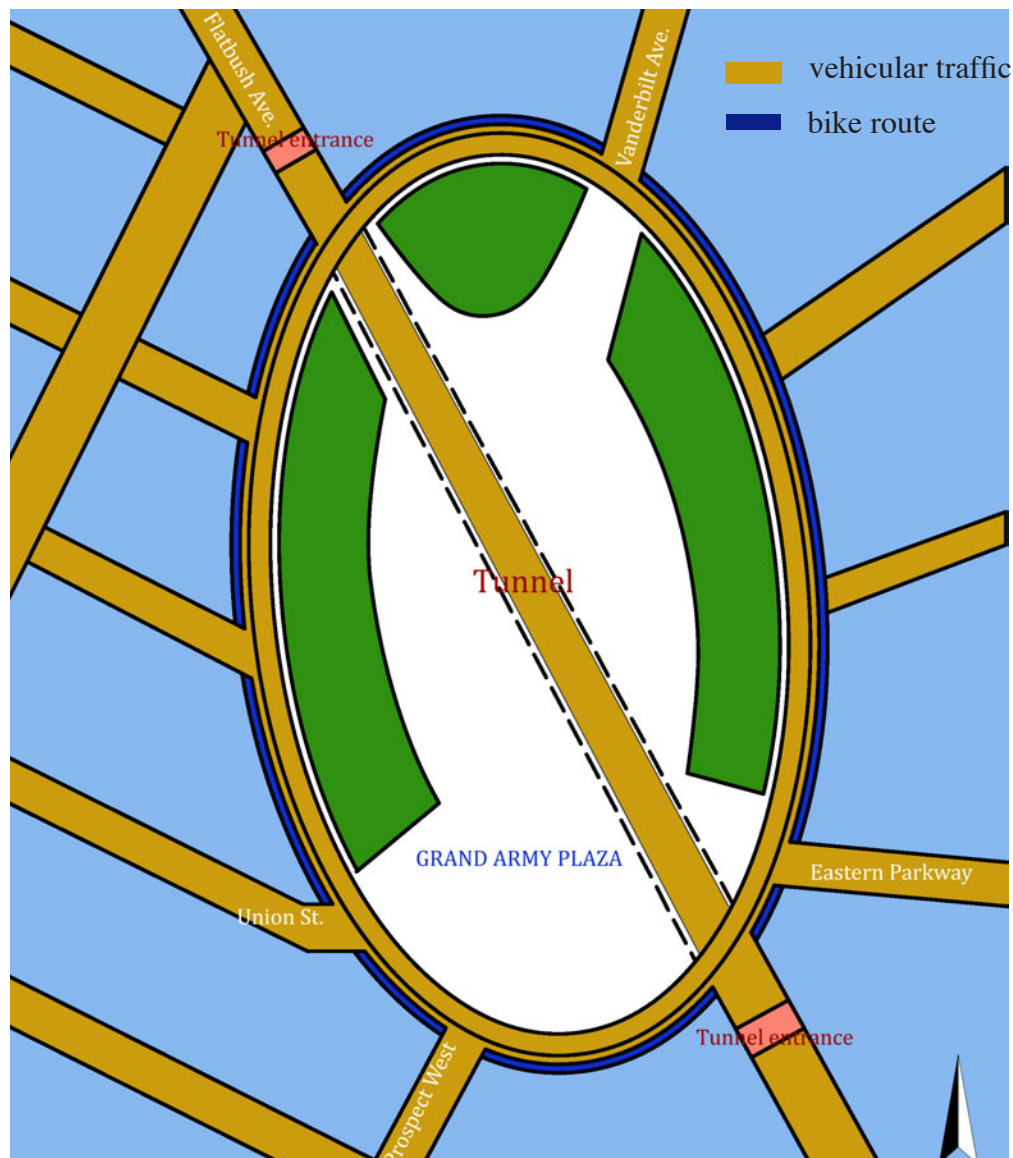 Flatbush Ave.
Vanderbilt Ave.
vehicular traffic
bike route
Tunnel entrance
Tunnel
GRAND ARMY PLAZA
Eastern Parkway
Union St.
Tunnel entrance
Prospect West